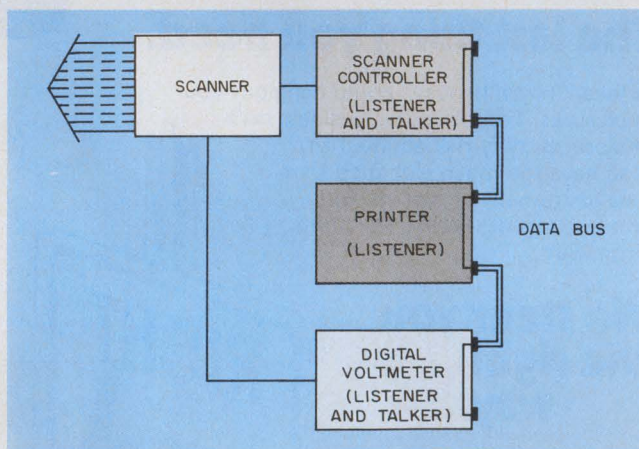 SCANNER
SCANNER
CONTROLLER
(LISTENER
AND TALKER)
PRINTER
(LISTENER)
DATA BUS
DIGITAL
VOLTMETER
(LISTENER
AND TALKER)